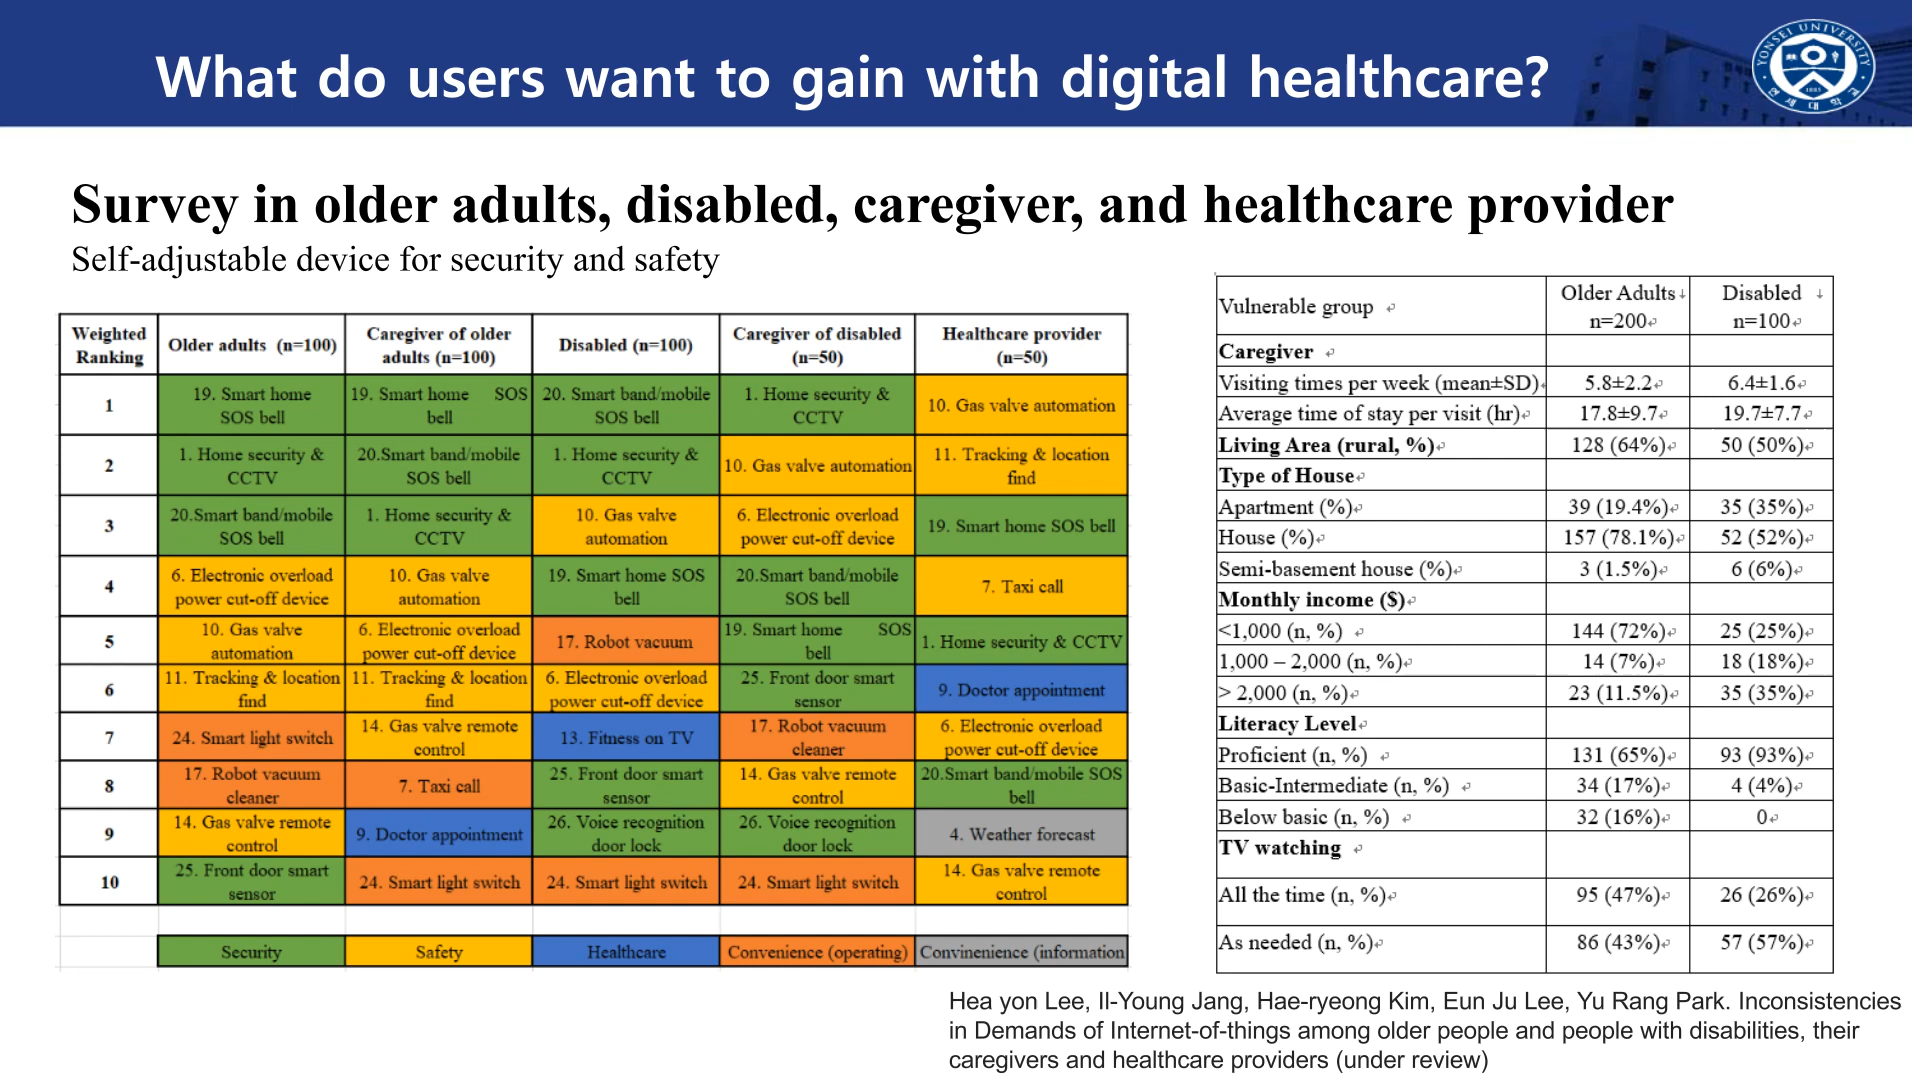 What do users want to gain with digital healthcare?
YONSEI UNIVERSITY
연세대학교
1885
Survey in older adults, disabled, caregiver, and healthcare provider
Self-adjustable device for security and safety
Weighted Ranking | Older adults (n=100) | Caregiver of older adults (n=100) | Disabled (n=100) | Caregiver of disabled (n=50) | Healthcare provider (n=50)
1 | 19. Smart home SOS bell | 19. Smart home SOS bell | 20. Smart band/mobile SOS bell | 1. Home security & CCTV | 10. Gas valve automation
2 | 1. Home security & CCTV | 20.Smart band/mobile SOS bell | 1. Home security & CCTV | 10. Gas valve automation | 11. Tracking & location find
3 | 20.Smart band/mobile SOS bell | 1. Home security & CCTV | 10. Gas valve automation | 6. Electronic overload power cut-off device | 19. Smart home SOS bell
4 | 6. Electronic overload power cut-off device | 10. Gas valve automation | 19. Smart home SOS bell | 20.Smart band/mobile SOS bell | 7. Taxi call
5 | 10. Gas valve automation | 6. Electronic overload power cut-off device | 17. Robot vacuum | 19. Smart home SOS bell | 1. Home security & CCTV
6 | 11. Tracking & location find | 11. Tracking & location find | 6. Electronic overload power cut-off device | 25. Front door smart sensor | 9. Doctor appointment
7 | 24. Smart light switch | 14. Gas valve remote control | 13. Fitness on TV | 17. Robot vacuum cleaner | 6. Electronic overload power cut-off device
8 | 17. Robot vacuum cleaner | 7. Taxi call | 25. Front door smart sensor | 14. Gas valve remote control | 20.Smart band/mobile SOS bell
9 | 14. Gas valve remote control | 9. Doctor appointment | 26. Voice recognition door lock | 26. Voice recognition door lock | 4. Weather forecast
10 | 25. Front door smart sensor | 24. Smart light switch | 24. Smart light switch | 24. Smart light switch | 14. Gas valve remote control
Security | Safety | Healthcare | Convenience (operating) | Convinenience (information
Vulnerable group | Older Adults n=200 | Disabled n=100
Caregiver
Visiting times per week (mean±SD) | 5.8±2.2 | 6.4±1.6
Average time of stay per visit (hr) | 17.8±9.7 | 19.7±7.7
Living Area (rural, %) | 128 (64%) | 50 (50%)
Type of House
Apartment (%) | 39 (19.4%) | 35 (35%)
House (%) | 157 (78.1%) | 52 (52%)
Semi-basement house (%) | 3 (1.5%) | 6 (6%)
Monthly income ($)
<1,000 (n, %) | 144 (72%) | 25 (25%)
1,000 – 2,000 (n, %) | 14 (7%) | 18 (18%)
> 2,000 (n, %) | 23 (11.5%) | 35 (35%)
Literacy Level
Proficient (n, %) | 131 (65%) | 93 (93%)
Basic-Intermediate (n, %) | 34 (17%) | 4 (4%)
Below basic (n, %) | 32 (16%) | 0
TV watching
All the time (n, %) | 95 (47%) | 26 (26%)
As needed (n, %) | 86 (43%) | 57 (57%)
Hea yon Lee, Il-Young Jang, Hae-ryeong Kim, Eun Ju Lee, Yu Rang Park. Inconsistencies
in Demands of Internet-of-things among older people and people with disabilities, their
caregivers and healthcare providers (under review)